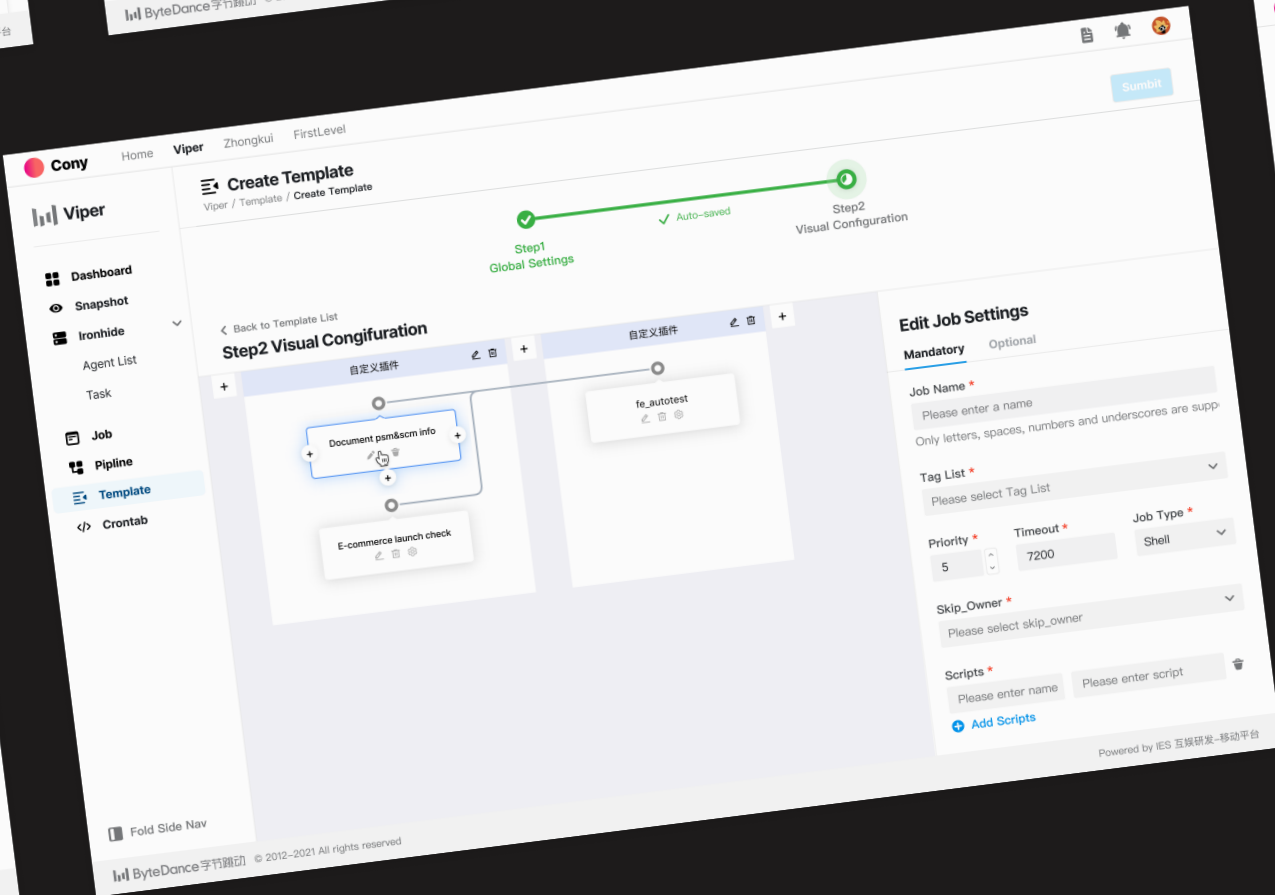 台
ByteDance字节跳动
Sumbit
Cony
Home
Viper
Zhongkui
FirstLevel
Viper
Create Template
Viper / Template / Create Template
Step1
Global Settings
Auto-saved
Step2
Visual Configuration
Dashboard
Snapshot
Ironhide
Agent List
Task
Job
Pipline
Template
Crontab
Fold Side Nav
Back to Template List
Step2 Visual Congifuration
自定义插件
自定义插件
Document psm&scm info
E-commerce launch check
fe_autotest
Edit Job Settings
Mandatory
Optional
Job Name *
Please enter a name
Only letters, spaces, numbers and underscores are supp
Tag List *
Please select Tag List
Priority *
Timeout *
Job Type *
5
7200
Shell
Skip_Owner *
Please select skip_owner
Scripts *
Please enter name
Please enter script
Add Scripts
Powered by IES 互娱研发-移动平台
ByteDance字节跳动 © 2012-2021 All rights reserved